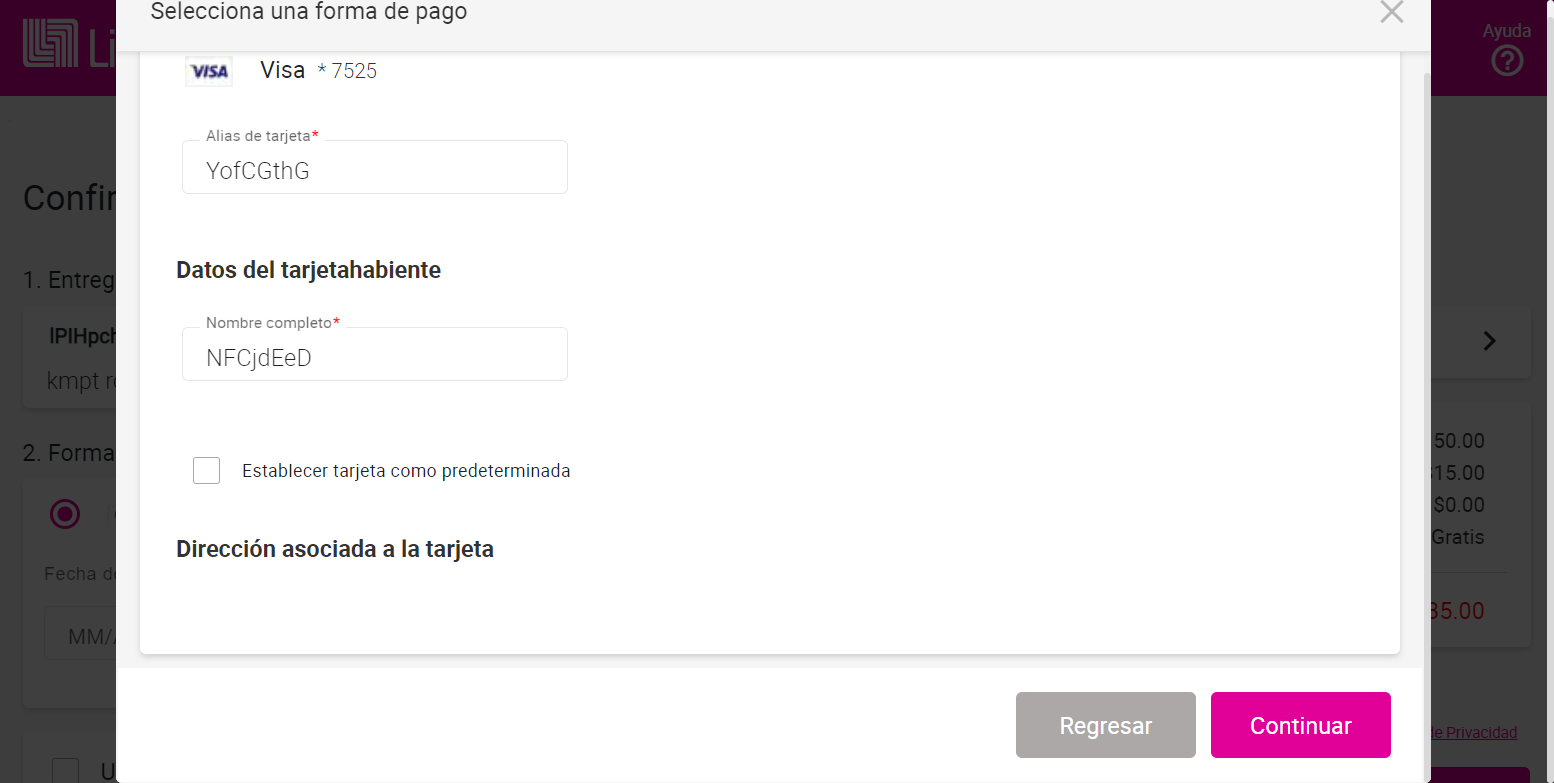 Selecciona una forma de pago
Li
Ayuda
VISA Visa * 7525
Alias de tarjeta*
YofCGthG
Confir
Datos del tarjetahabiente
1. Entreg
Nombre completo*
lPlHpch
NFCjdEeD
kmpt
50.00
2. Forma
Establecer tarjeta como predeterminada
15.00
$0.00
Gratis
Dirección asociada a la tarjeta
Fecha de
35.00
MM/
Regresar
Continuar
de Privacidad
U